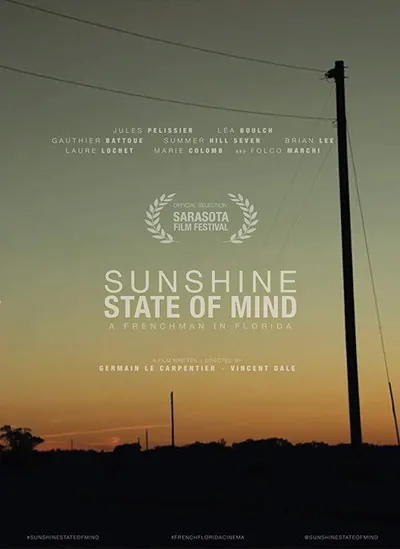 JULES PELISSIER LÉA BOULCH
GAUTHIER BATTOUE SUMMER HILL SEVEN BRIAN LEE
LAURE LOCHET MARIE COLOMB AND FOLCO MARCHI
OFFICIAL SELECTION
SARASOTA
FILM FESTIVAL
SUNSHINE
STATE OF MIND
A FRENCHMAN IN FLORIDA
A FILM WRITTEN + DIRECTED BY
GERMAIN LE CARPENTIER - VINCENT DALE
#SUNSHINESTATEOFMIND #FRENCHFLORIDACINEMA @SUNSHINESTATEOFMIND